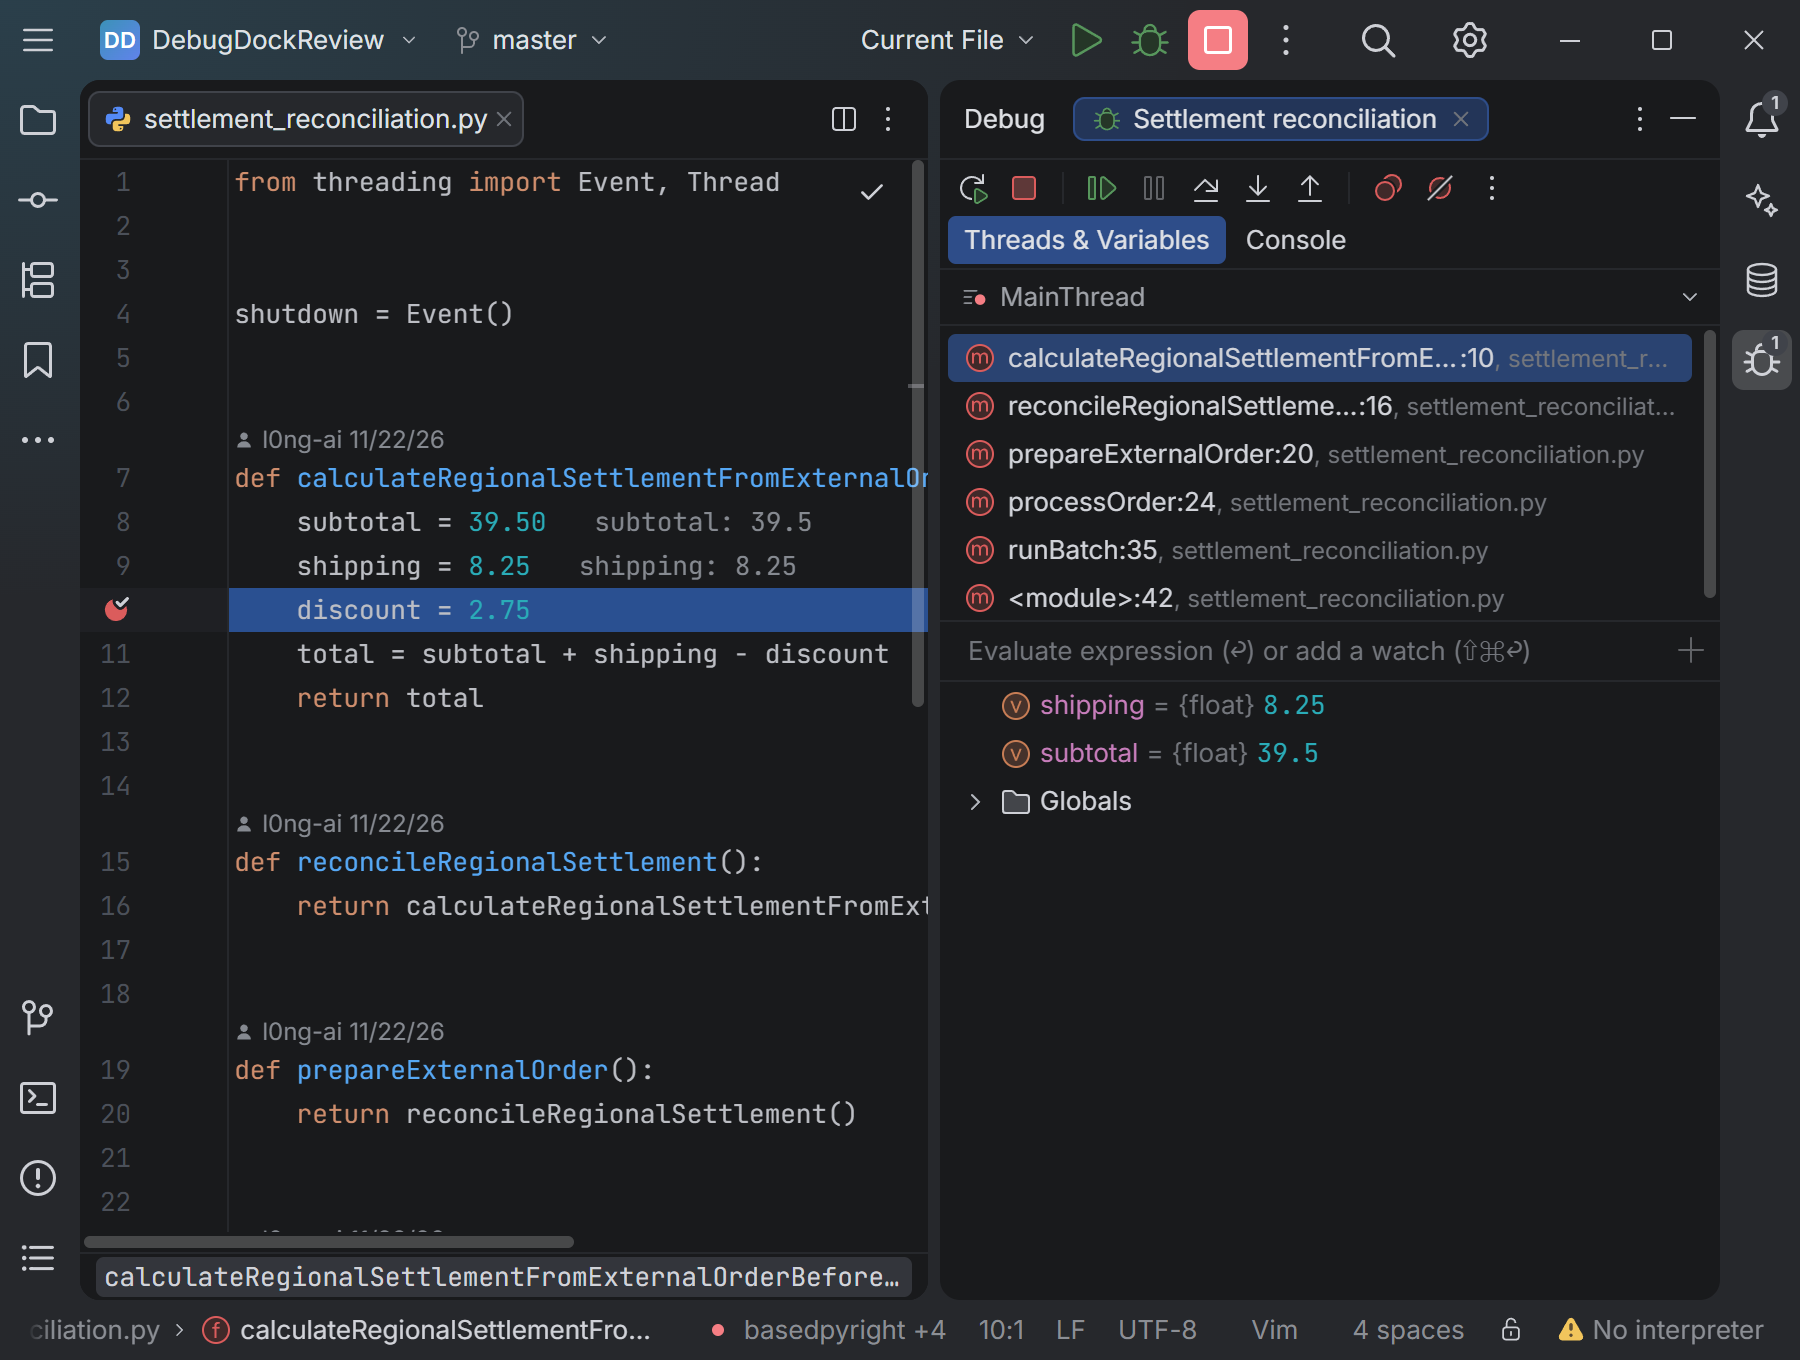 DD DebugDockReview master Current File
settlement_reconciliation.py
Debug Settlement reconciliation
1
Threads & Variables Console
MainThread
1 from threading import Event, Thread
2
3
4 shutdown = Event()
5
6
l0ng-ai 11/22/26
7 def calculateRegionalSettlementFromExternalOr
8 subtotal = 39.50 subtotal: 39.5
9 shipping = 8.25 shipping: 8.25
discount = 2.75
11 total = subtotal + shipping - discount
12 return total
13
14
l0ng-ai 11/22/26
15 def reconcileRegionalSettlement():
16 return calculateRegionalSettlementFromExt
17
18
l0ng-ai 11/22/26
19 def prepareExternalOrder():
20 return reconcileRegionalSettlement()
21
22
calculateRegionalSettlementFromExternalOrderBefore…
calculateRegionalSettlementFromE…:10, settlement_r…
1
reconcileRegionalSettleme…:16, settlement_reconciliat…
prepareExternalOrder:20, settlement_reconciliation.py
processOrder:24, settlement_reconciliation.py
runBatch:35, settlement_reconciliation.py
<module>:42, settlement_reconciliation.py
Evaluate expression (⏎) or add a watch (⇧⌘⏎)
shipping = {float} 8.25
subtotal = {float} 39.5
Globals
ciliation.py › calculateRegionalSettlementFro… basedpyright +4 10:1 LF UTF-8 Vim 4 spaces No interpreter